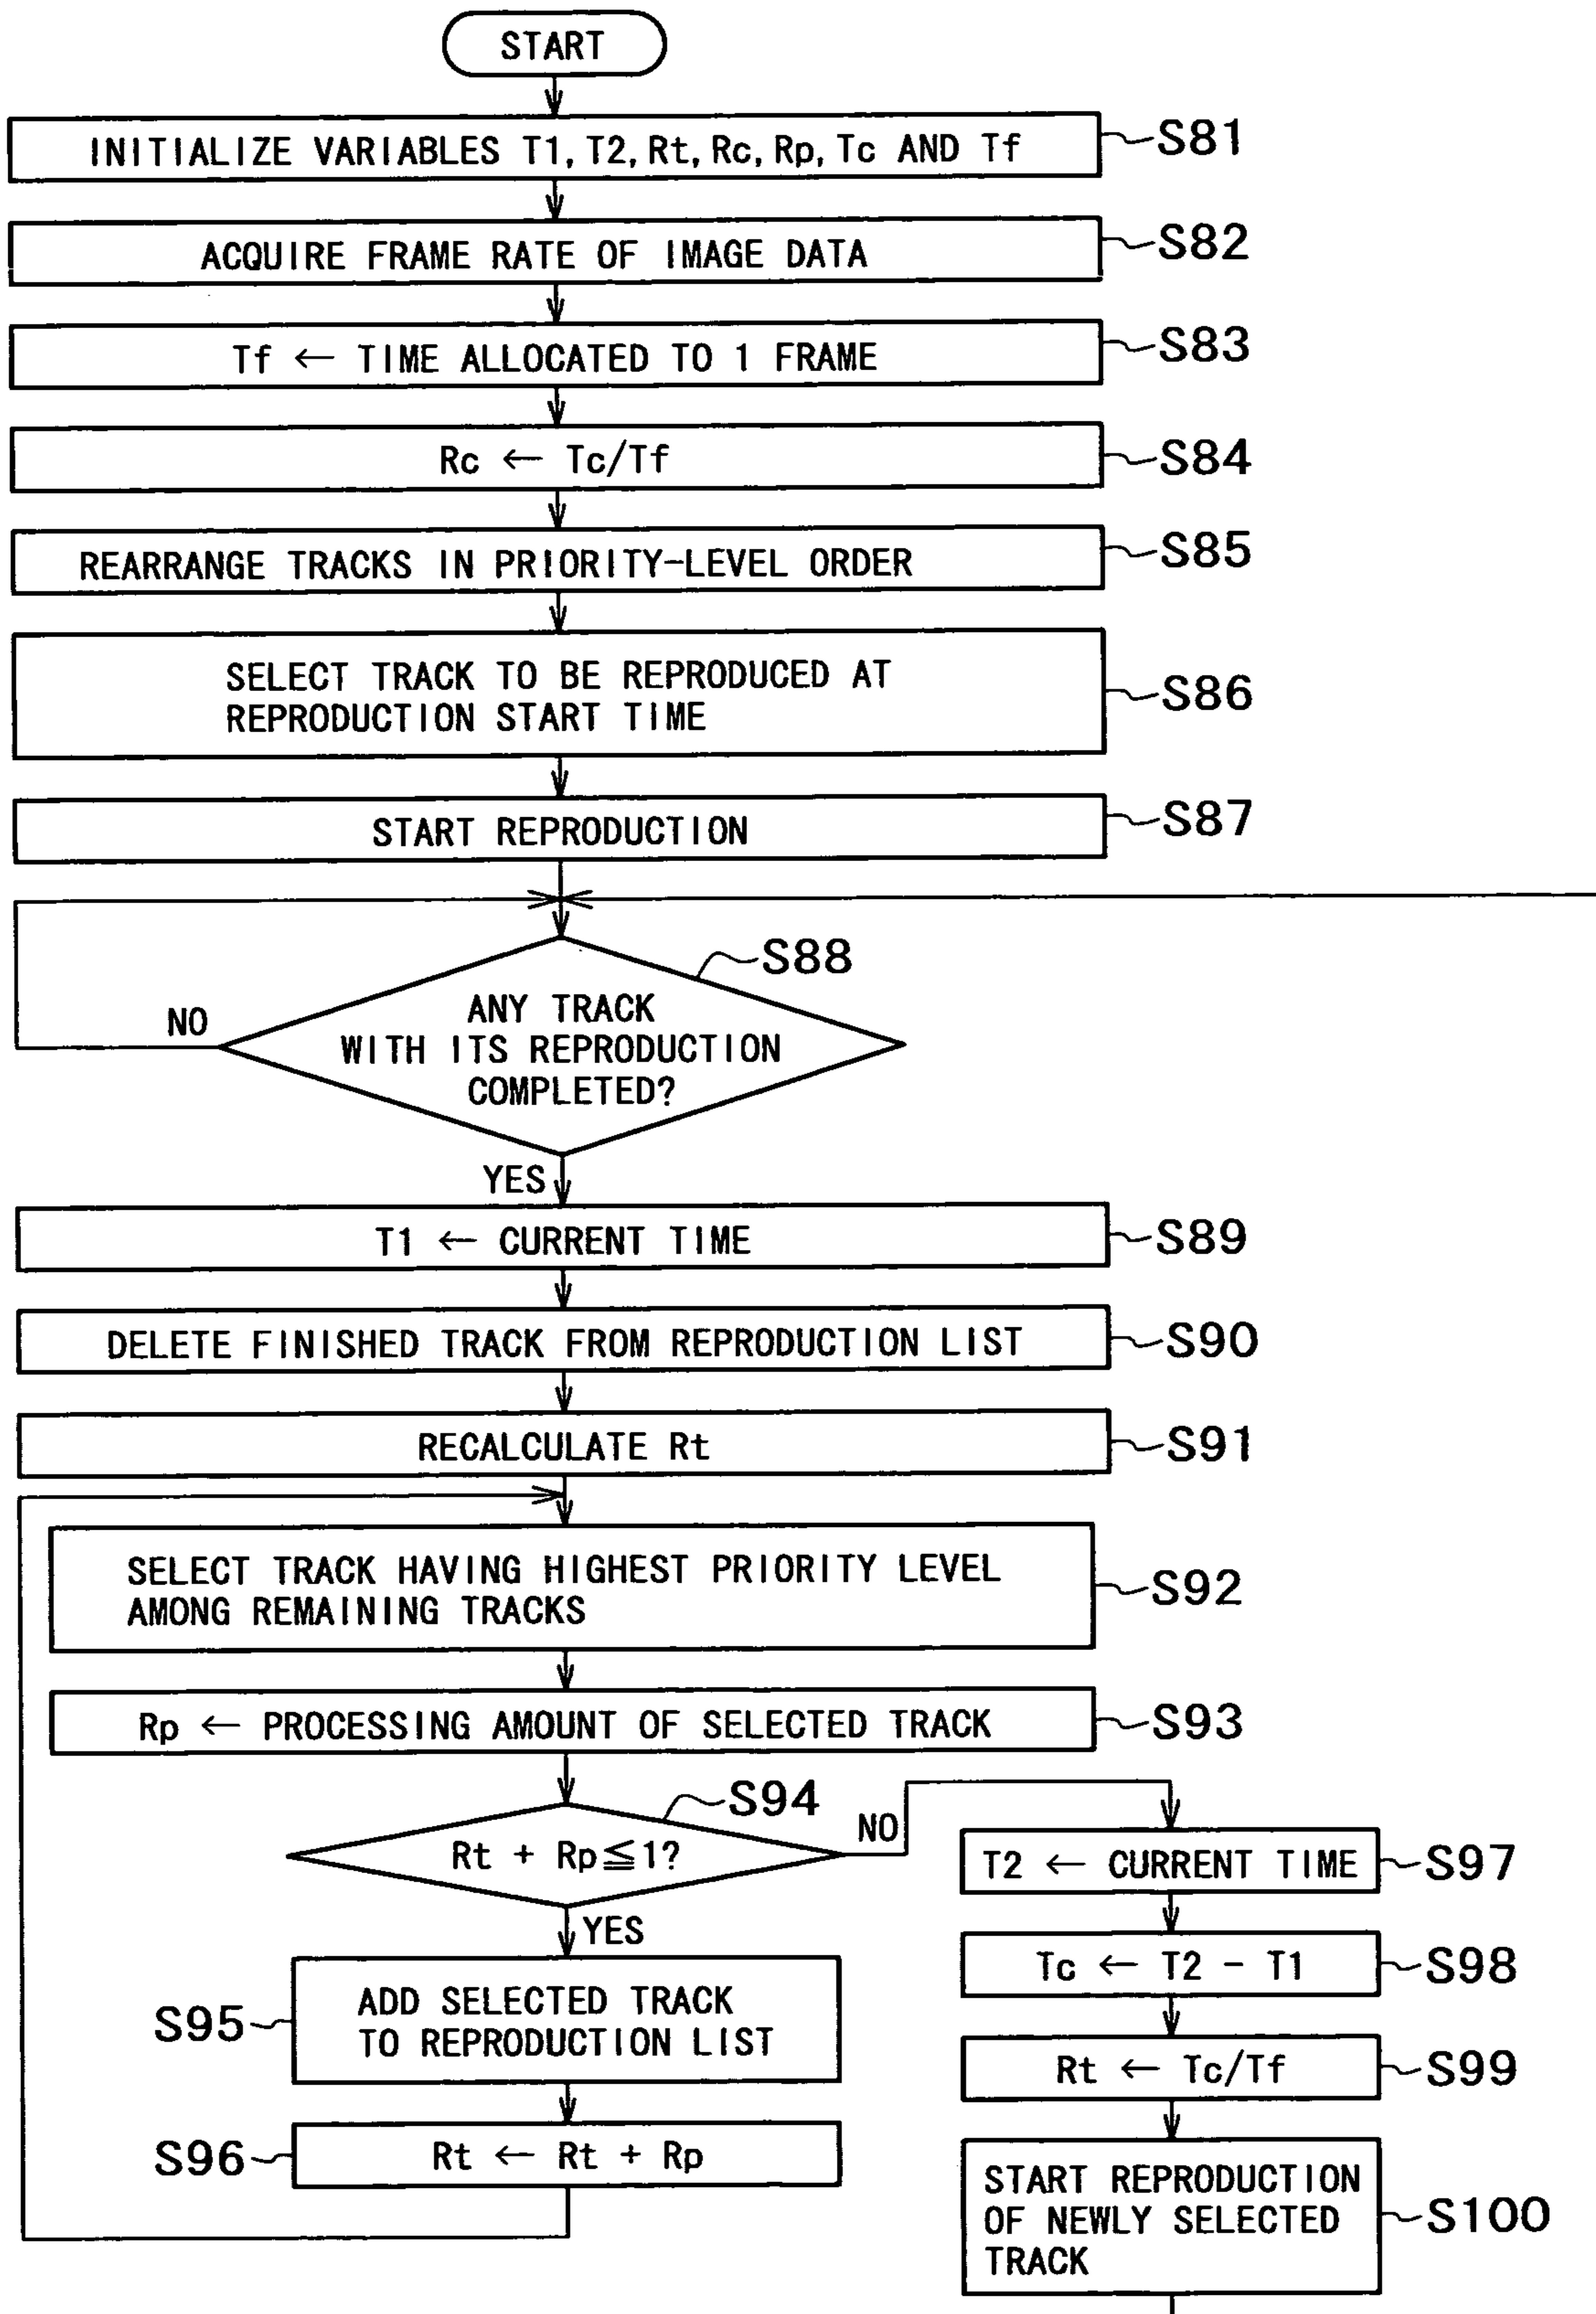 START
INITIALIZE VARIABLES T1, T2, Rt, Rc, Rp, Tc AND Tf
S81
ACQUIRE FRAME RATE OF IMAGE DATA
S82
Tf ← TIME ALLOCATED TO 1 FRAME
S83
Rc ← Tc/Tf
S84
REARRANGE TRACKS IN PRIORITY-LEVEL ORDER
S85
SELECT TRACK TO BE REPRODUCED AT
REPRODUCTION START TIME
S86
START REPRODUCTION
S87
S88
ANY TRACK
WITH ITS REPRODUCTION
COMPLETED?
NO
YES
T1 ← CURRENT TIME
S89
DELETE FINISHED TRACK FROM REPRODUCTION LIST
S90
RECALCULATE Rt
S91
SELECT TRACK HAVING HIGHEST PRIORITY LEVEL
AMONG REMAINING TRACKS
S92
Rp ← PROCESSING AMOUNT OF SELECTED TRACK
S93
S94
Rt + Rp≦1?
NO
YES
ADD SELECTED TRACK
TO REPRODUCTION LIST
S95
Rt ← Rt + Rp
S96
T2 ← CURRENT TIME
S97
Tc ← T2 - T1
S98
Rt ← Tc/Tf
S99
START REPRODUCTION
OF NEWLY SELECTED
TRACK
S100